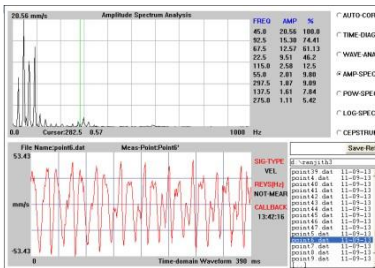 20.56 mm/s Amplitude Spectrum Analysis
FREQ AMP %
45.0 20.56 100.0
92.5 15.30 74.41
67.5 12.57 61.13
22.5 9.51 46.2
115.0 2.58 12.5
55.0 2.01 9.80
297.5 1.87 9.09
137.5 1.61 7.84
275.0 1.11 5.42
0.0 Cursor:202.5 0.57 1000 Hz
AUTO-COR
TIME-DIAG
WAVE-ANA
AMP-SPEC
POW-SPEC
LOG-SPEC
CEPSTRUM
Save-Ret
File Name:point6.dat Meas-Point:Point6'
53.43
mm/s
-53.43
0 Time-domain Waveform 390 ms
SIG-TYPE
VEL
REVS(Hz)
NOT-MEAR
CALLBACK
13:42:16
d:\ranjith3
point39.dat 11-09-13
point4.dat 11-09-13
point40.dat 11-09-13
point41.dat 11-09-13
point42.dat 11-09-13
point43.dat 11-09-13
point44.dat 11-09-13
point45.dat 11-09-13
point46.dat 11-09-13
point47.dat 11-09-13
point5.dat 11-09-13
point6.dat 11-09-13
point7.dat 11-09-13
point8.dat 11-09-13
point9.dat 11-09-13